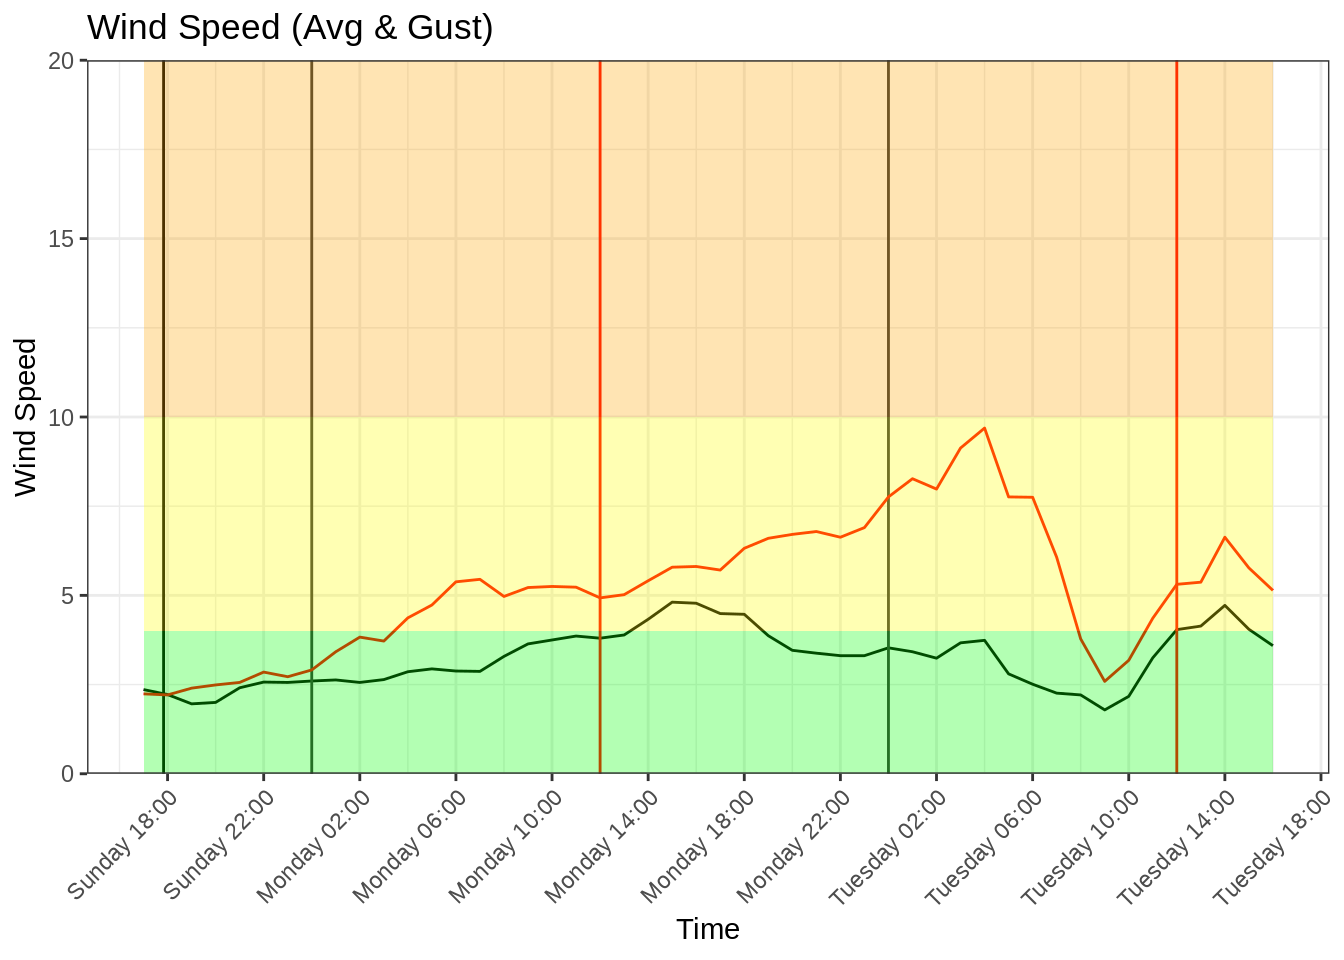 Wind Speed (Avg & Gust)
20
15
10
5
0
Wind Speed
Sunday 18:00
Sunday 22:00
Monday 02:00
Monday 06:00
Monday 10:00
Monday 14:00
Monday 18:00
Monday 22:00
Tuesday 02:00
Tuesday 06:00
Tuesday 10:00
Tuesday 14:00
Tuesday 18:00
Time